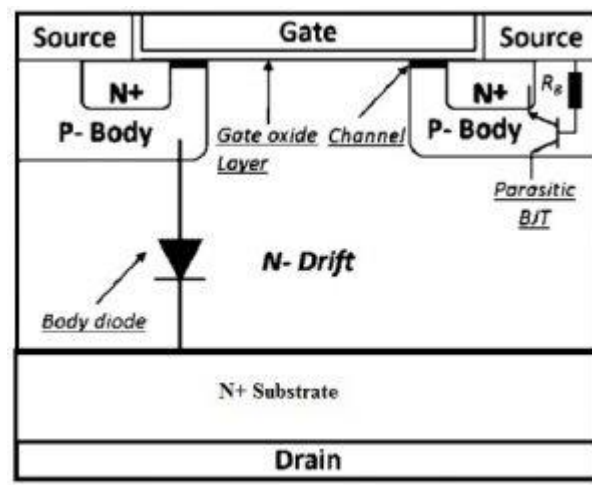 Source
Gate
Source
N+
N+
R_B
P- Body
P- Body
Gate oxide
Layer
Channel
Parasitic
BJT
N- Drift
Body diode
N+ Substrate
Drain